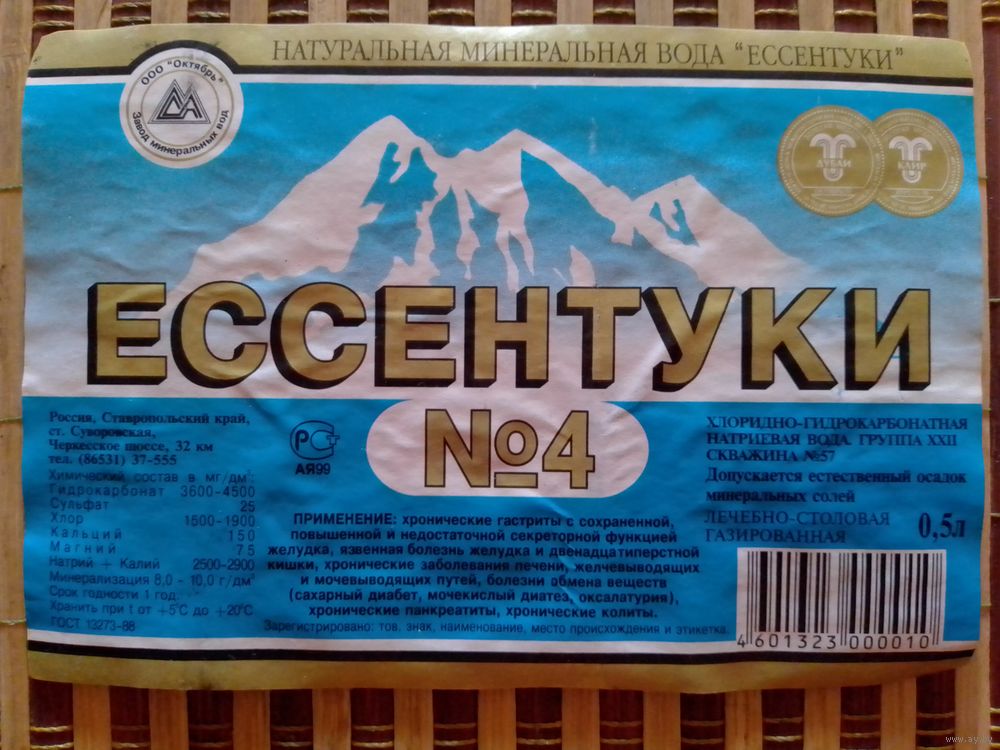 НАТУРАЛЬНАЯ МИНЕРАЛЬНАЯ ВОДА "ЕССЕНТУКИ"
ООО "Октябрь"
Завод минеральных вод
ДУБАИ
КАИР
ЕССЕНТУКИ
№4
Россия, Ставропольский край,
ст. Суворовская,
Черкесское шоссе, 32 км
тел. (86531) 37-555
Химический состав в мг/дм³:
Гидрокарбонат 3600-4500
Сульфат 25
Хлор 1500-1900
Кальций 150
Магний 75
Натрий + Калий 2500-2900
Минерализация 8,0 - 10,0 г/дм³
Срок годности 1 год.
Хранить при t от +5°С до +20°С
ГОСТ 13273-88
АЯ99
ПРИМЕНЕНИЕ: хронические гастриты с сохраненной,
повышенной и недостаточной секреторной функцией
желудка, язвенная болезнь желудка и двенадцатиперстной
кишки, хронические заболевания печени, желчевыводящих
и мочевыводящих путей, болезни обмена веществ
(сахарный диабет, мочекислый диатез, оксалатурия),
хронические панкреатиты, хронические колиты.
Зарегистрировано: тов. знак, наименование, место происхождения и этикетка.
ХЛОРИДНО-ГИДРОКАРБОНАТНАЯ
НАТРИЕВАЯ ВОДА. ГРУППА XXII
СКВАЖИНА №57
Допускается естественный осадок
минеральных солей
ЛЕЧЕБНО-СТОЛОВАЯ
ГАЗИРОВАННАЯ
0,5л
4 601323 000010